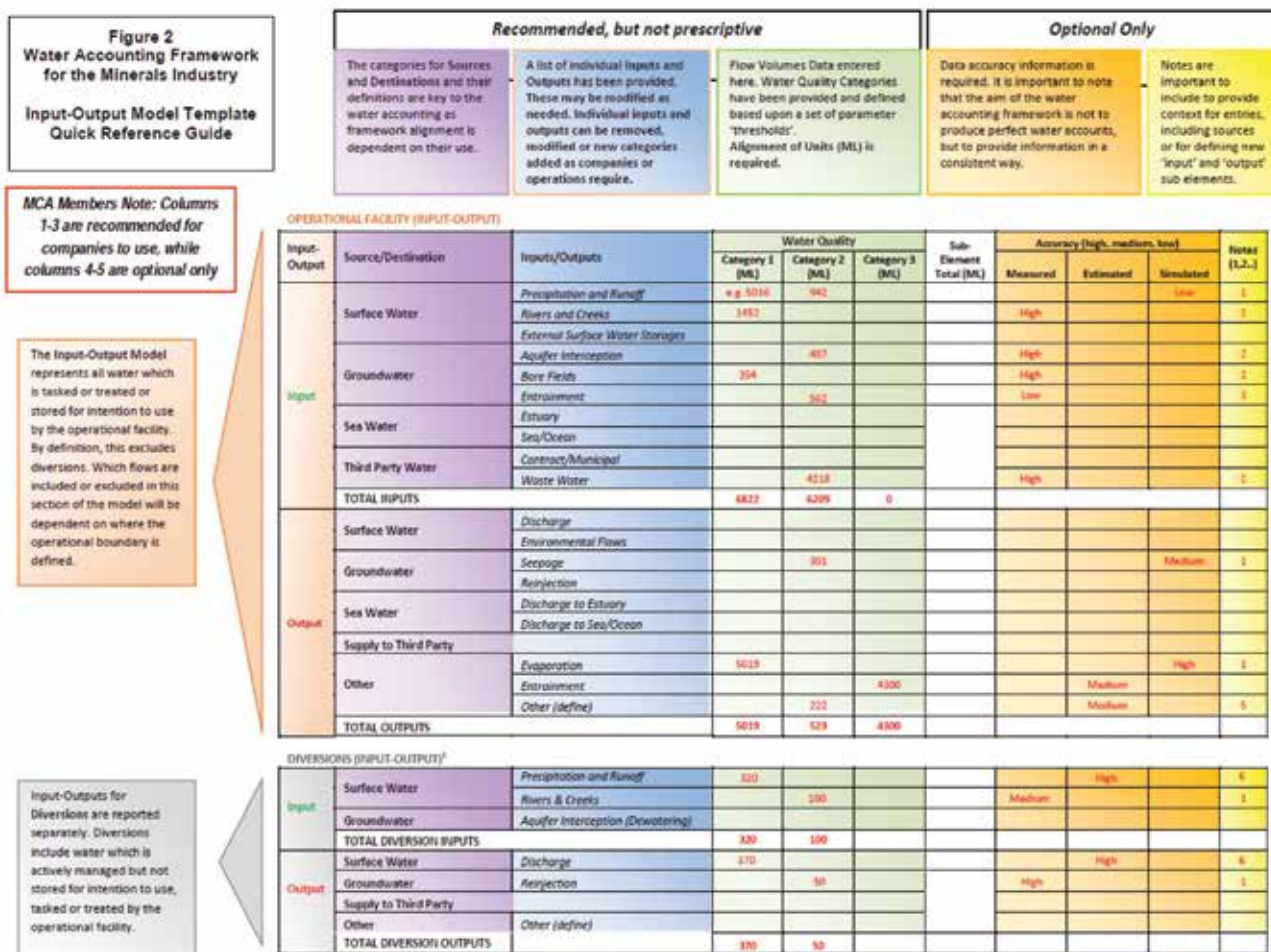 Figure 2
Water Accounting Framework
for the Minerals Industry
Input-Output Model Template
Quick Reference Guide
MCA Members Note: Columns
1-3 are recommended for
companies to use, while
columns 4-5 are optional only
Recommended, but not prescriptive
Optional Only
The categories for Sources
and Destinations and their
definitions are key to the
water accounting as
framework alignment is
dependent on their use.
A list of individual Inputs and
Outputs has been provided.
These may be modified as
needed. Individual inputs and
outputs can be removed,
modified or new categories
added as companies or
operations require.
Flow Volumes Data entered
here. Water Quality Categories
have been provided and defined
based upon a set of parameter
'thresholds'.
Alignment of Units (ML) is
required.
Data accuracy information is
required. It is important to note
that the aim of the water
accounting framework is not to
produce perfect water accounts,
but to provide information in a
consistent way.
Notes are
important to
include to provide
context for entries,
including sources
or for defining new
'input' and 'output'
sub elements.
The Input-Output Model
represents all water which
is tasked or treated or
stored for intention to use
by the operational facility.
By definition, this excludes
diversions. Which flows are
included or excluded in this
section of the model will be
dependent on where the
operational boundary is
defined.
OPERATIONAL FACILITY (INPUT-OUTPUT)
Input-Output Source/Destination Inputs/Outputs Water Quality Sub-Element Total (ML) Accuracy (high, medium, low) Notes (1,2..)
Category 1 (ML) Category 2 (ML) Category 3 (ML) Measured Estimated Simulated
Input
Surface Water
Precipitation and Runoff e.g. 5016 942 Low 1
Rivers and Creeks 1452 High 1
External Surface Water Storages
Groundwater
Aquifer Interception 487 High 2
Bore Fields 354 High 1
Entrainment 562 Low 3
Sea Water
Estuary
Sea/Ocean
Third Party Water
Contract/Municipal
Waste Water 4218 High 1
TOTAL INPUTS 6822 6209 0
Output
Surface Water
Discharge
Environmental Flows
Groundwater
Seepage 301 Medium 1
Reinjection
Sea Water
Discharge to Estuary
Discharge to Sea/Ocean
Supply to Third Party
Other
Evaporation 5019 High 1
Entrainment 4300 Medium
Other (define) 222 Medium 5
TOTAL OUTPUTS 5019 523 4300
Input-Outputs for
Diversions are reported
separately. Diversions
include water which is
actively managed but not
stored for intention to use,
tasked or treated by the
operational facility.
DIVERSIONS (INPUT-OUTPUT)
Input
Surface Water
Precipitation and Runoff 320 High 6
Rivers & Creeks 100 Medium 1
Groundwater Aquifer Interception (Dewatering)
TOTAL DIVERSION INPUTS 320 100
Output
Surface Water Discharge 370 High 6
Groundwater Reinjection 50 High 1
Supply to Third Party
Other Other (define)
TOTAL DIVERSION OUTPUTS 370 50